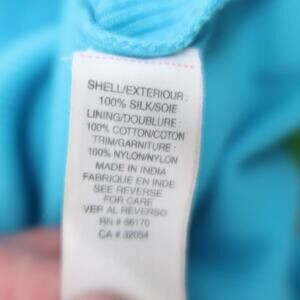 SHELL/EXTERIOUR:
100% SILK/SOIE
LINING/DOUBLURE:
100% COTTON/COTON
TRIM/GARNITURE:
100% NYLON/NYLON
MADE IN INDIA
FABRIQUE EN INDE
SEE REVERSE
FOR CARE
VER AL REVERSO
RN # 66170
CA # 32054